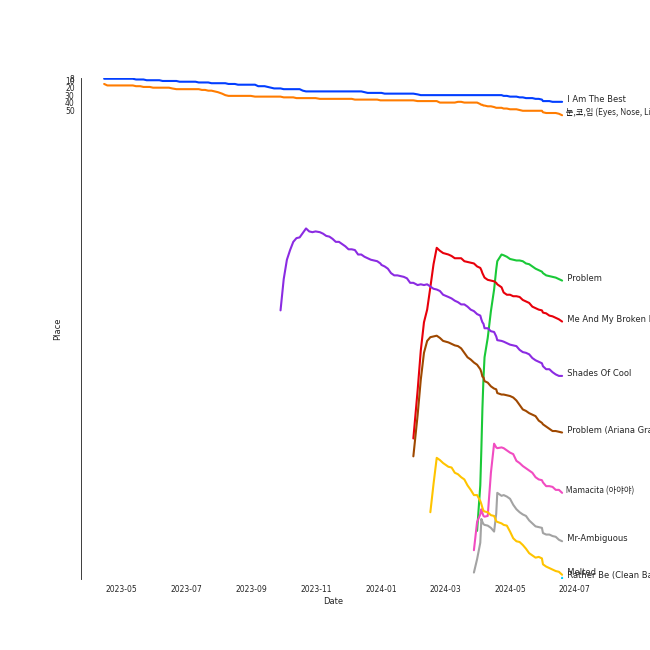 10
20
30
40
50
Place
I Am The Best
눈,코,입 (Eyes, Nose, Li
Problem
Me And My Broken
Shades Of Cool
Problem (Ariana Gra
Mamacita (아야야)
Mr-Ambiguous
Melted
Rather Be (Clean Ba
2023-05 2023-07 2023-09 2023-11 2024-01 2024-03 2024-05 2024-07
Date